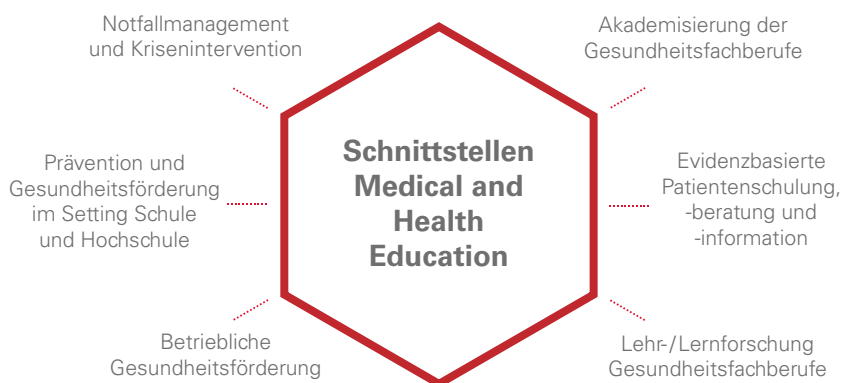 Notfallmanagement
und Krisenintervention
Akademisierung der
Gesundheitsfachberufe
Prävention und
Gesundheitsförderung
im Setting Schule
und Hochschule
Schnittstellen
Medical and
Health
Education
Evidenzbasierte
Patientenschulung,
-beratung und
-information
Betriebliche
Gesundheitsförderung
Lehr-/Lernforschung
Gesundheitsfachberufe